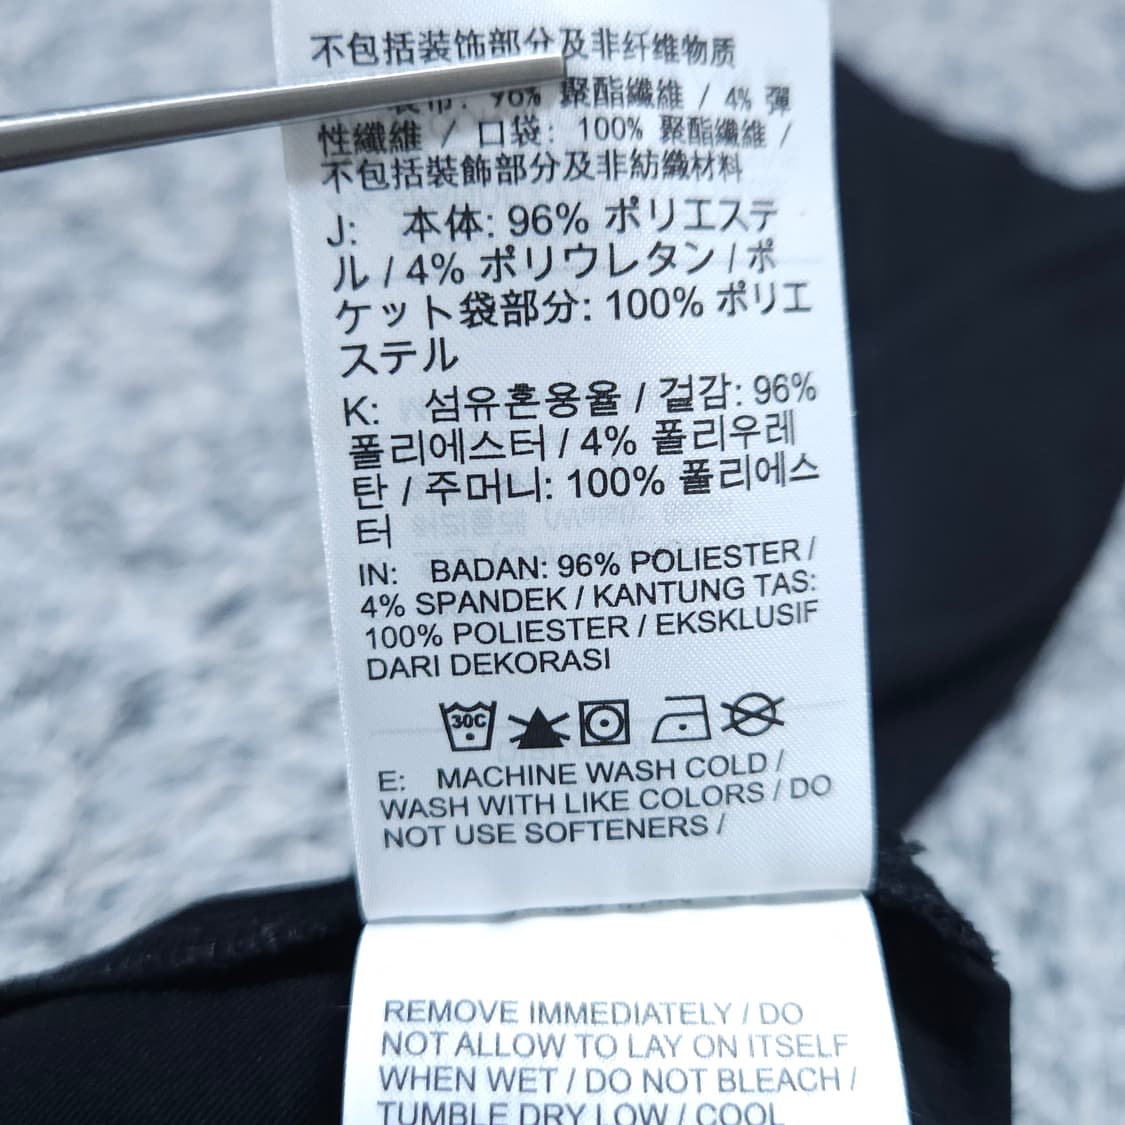 不包括装饰部分及非纤维物质
96% 聚酯纖維 / 4% 彈
性纖維 / 口袋: 100% 聚酯纖維 /
不包括裝飾部分及非紡織材料
J: 本体: 96% ポリエステ
ル / 4% ポリウレタン / ポ
ケット袋部分: 100% ポリエ
ステル
K: 섬유혼용율 / 겉감: 96%
폴리에스터 / 4% 폴리우레
탄 / 주머니: 100% 폴리에스
터
IN: BADAN: 96% POLIESTER /
4% SPANDEK / KANTUNG TAS:
100% POLIESTER / EKSKLUSIF
DARI DEKORASI
30C
E: MACHINE WASH COLD /
WASH WITH LIKE COLORS / DO
NOT USE SOFTENERS /
REMOVE IMMEDIATELY / DO
NOT ALLOW TO LAY ON ITSELF
WHEN WET / DO NOT BLEACH /
TUMBLE DRY LOW / COOL